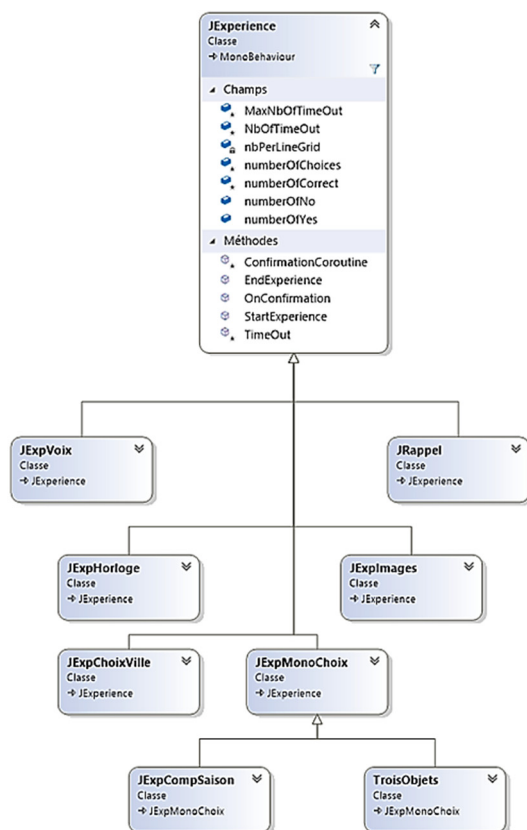 JExperience
Classe
MonoBehaviour
Champs
MaxNbOfTimeOut
NbOfTimeOut
nbPerLineGrid
numberOfChoices
numberOfCorrect
numberOfNo
numberOfYes
Méthodes
ConfirmationCoroutine
EndExperience
OnConfirmation
StartExperience
TimeOut
JExpVoix
Classe
JExperience
JRappel
Classe
JExperience
JExpHorloge
Classe
JExperience
JExpImages
Classe
JExperience
JExpChoixVille
Classe
JExperience
JExpMonoChoix
Classe
JExperience
JExpCompSaison
Classe
JExpMonoChoix
TroisObjets
Classe
JExpMonoChoix